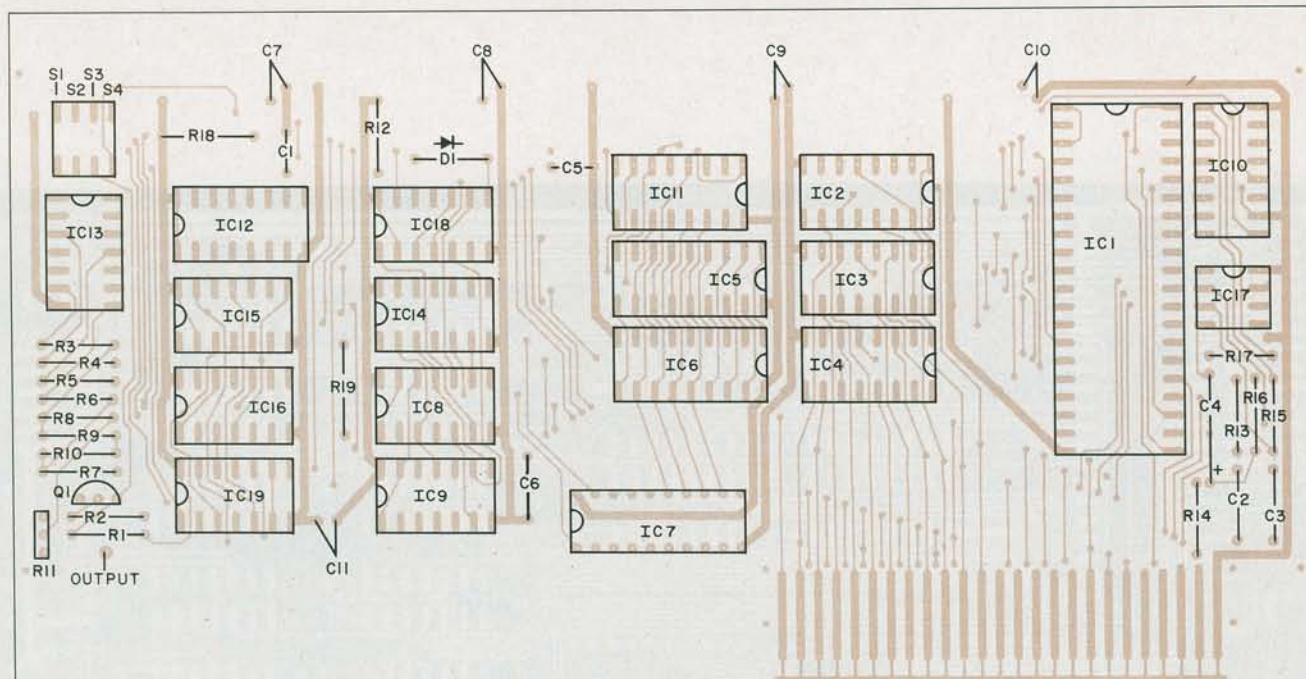 C7
C8
C9
C10
S1
S3
S2
S4
R18
C1
R12
D1
C5
IC11
IC2
IC10
IC13
IC12
IC18
IC1
IC5
IC3
IC17
IC15
IC14
R3
R4
R5
R6
R8
R9
R10
R7
R19
IC6
IC4
R17
IC16
IC8
C4
R13
R16
R15
Q1
IC19
IC9
C6
+
R2
R1
IC7
R14
C2
C3
R11
OUTPUT
C11